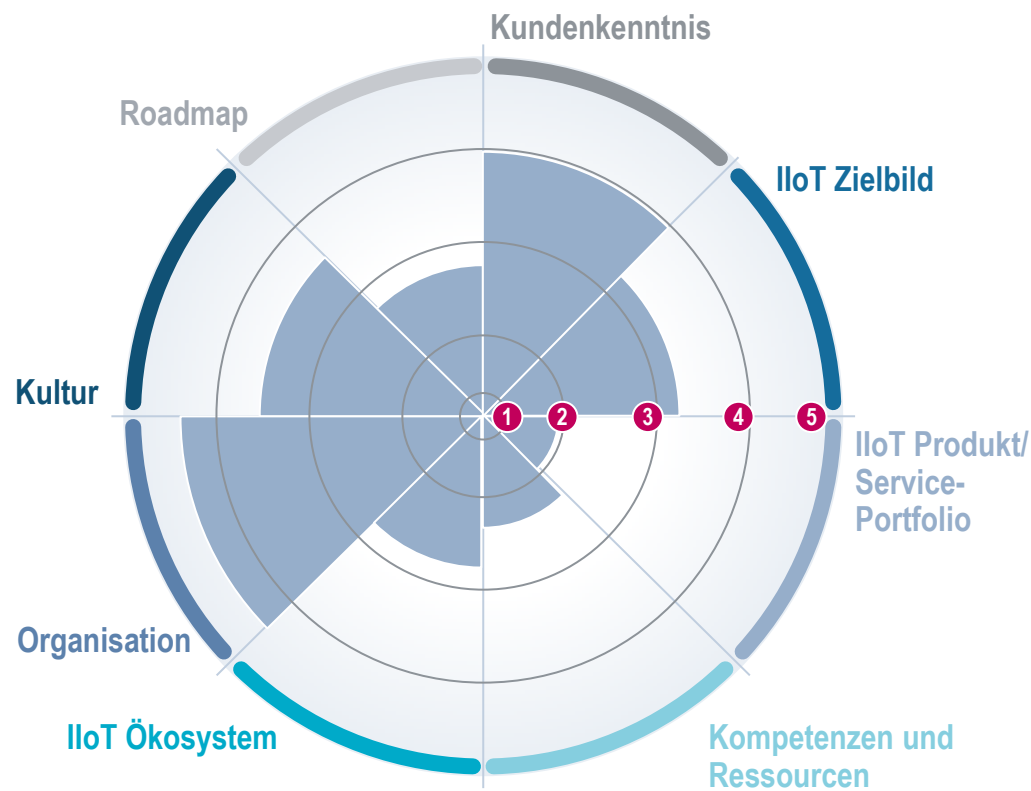 Kundenkenntnis
Roadmap
IIoT Zielbild
Kultur
1 2 3 4 5
IIoT Produkt/
Service-
Portfolio
Organisation
IIoT Ökosystem
Kompetenzen und
Ressourcen